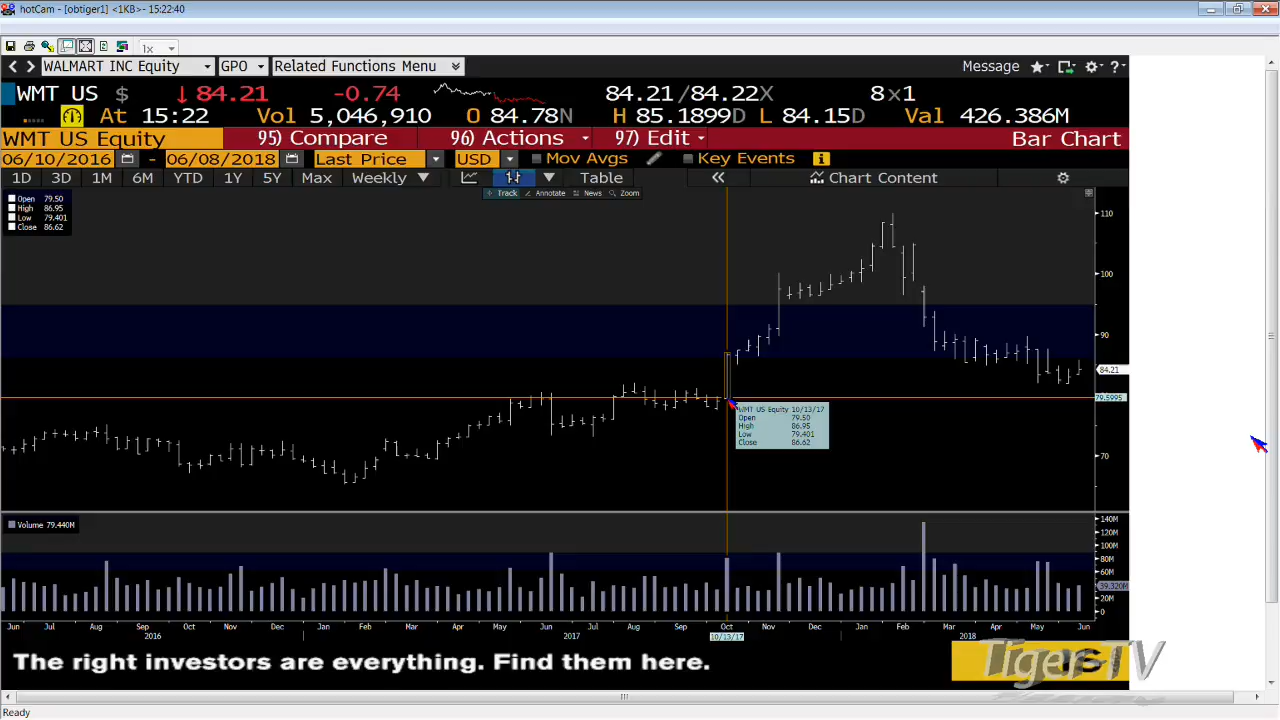 hotCam - [obtiger1] <1KB> - 15:22:40
1x
WALMART INC Equity GPO Related Functions Menu Message
WMT US $ ↓84.21 -0.74 84.21/84.22X 8x1
At 15:22 Vol 5,046,910 O 84.78N H 85.1899D L 84.15D Val 426.386M
WMT US Equity 95) Compare 96) Actions 97) Edit Bar Chart
06/10/2016 - 06/08/2018 Last Price USD Mov Avgs Key Events
1D 3D 1M 6M YTD 1Y 5Y Max Weekly Table « Chart Content
Track Annotate News Zoom
Open 79.50
High 86.95
Low 79.401
Close 86.62
110
100
90
84.21
79.5995
70
WMT US Equity 10/13/17
Open 79.50
High 86.95
Low 79.401
Close 86.62
Volume 79.440M
140M
120M
100M
80M
60M
39.320M
20M
0
Jun Jul Aug Sep Oct Nov Dec Jan Feb Mar Apr May Jun Jul Aug Sep Oct Nov Dec Jan Feb Mar Apr May Jun
2016 2017 10/13/17 2018
The right investors are everything. Find them here.
Tiger-TV
Ready